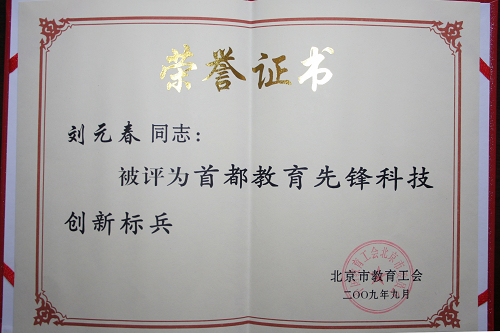 荣誉证书
刘元春 同志：
被评为首都教育先锋科技
创新标兵
北京市教育工会
二〇〇九年九月